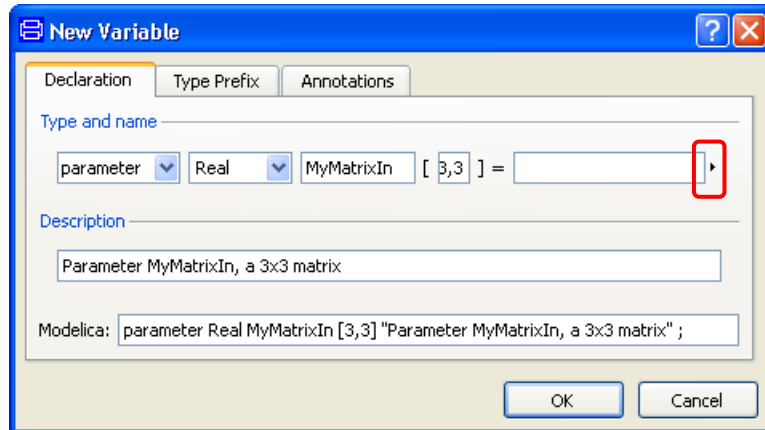 New Variable
Declaration Type Prefix Annotations
Type and name
parameter Real MyMatrixIn [ 3,3 ] =
Description
Parameter MyMatrixIn, a 3x3 matrix
Modelica: parameter Real MyMatrixIn [3,3] "Parameter MyMatrixIn, a 3x3 matrix" ;
OK Cancel